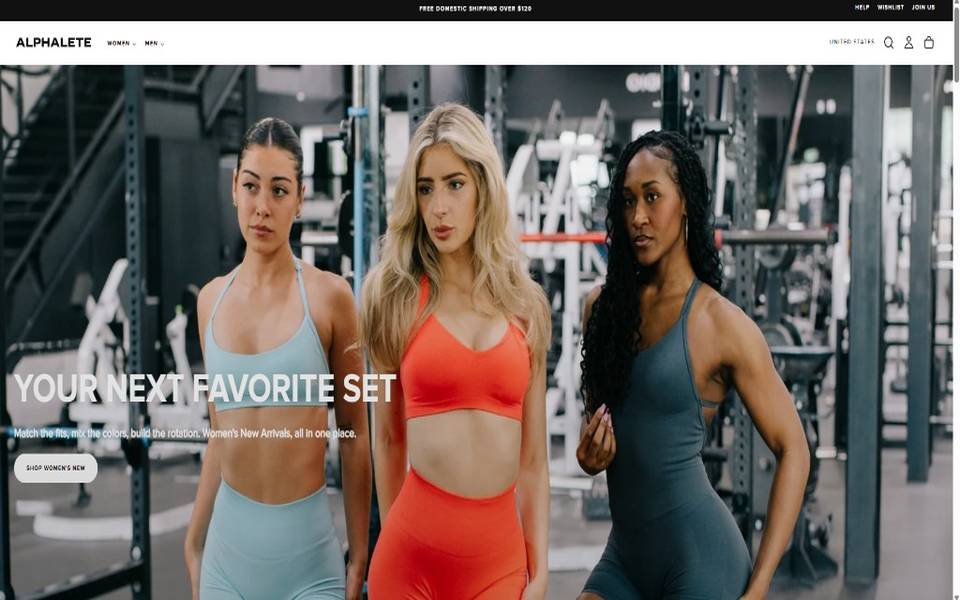 FREE DOMESTIC SHIPPING OVER $120
HELP WISHLIST JOIN US
ALPHALETE WOMEN MEN UNITED STATES
YOUR NEXT FAVORITE SET
Match the fits, mix the colors, build the rotation. Women's New Arrivals, all in one place.
SHOP WOMEN'S NEW